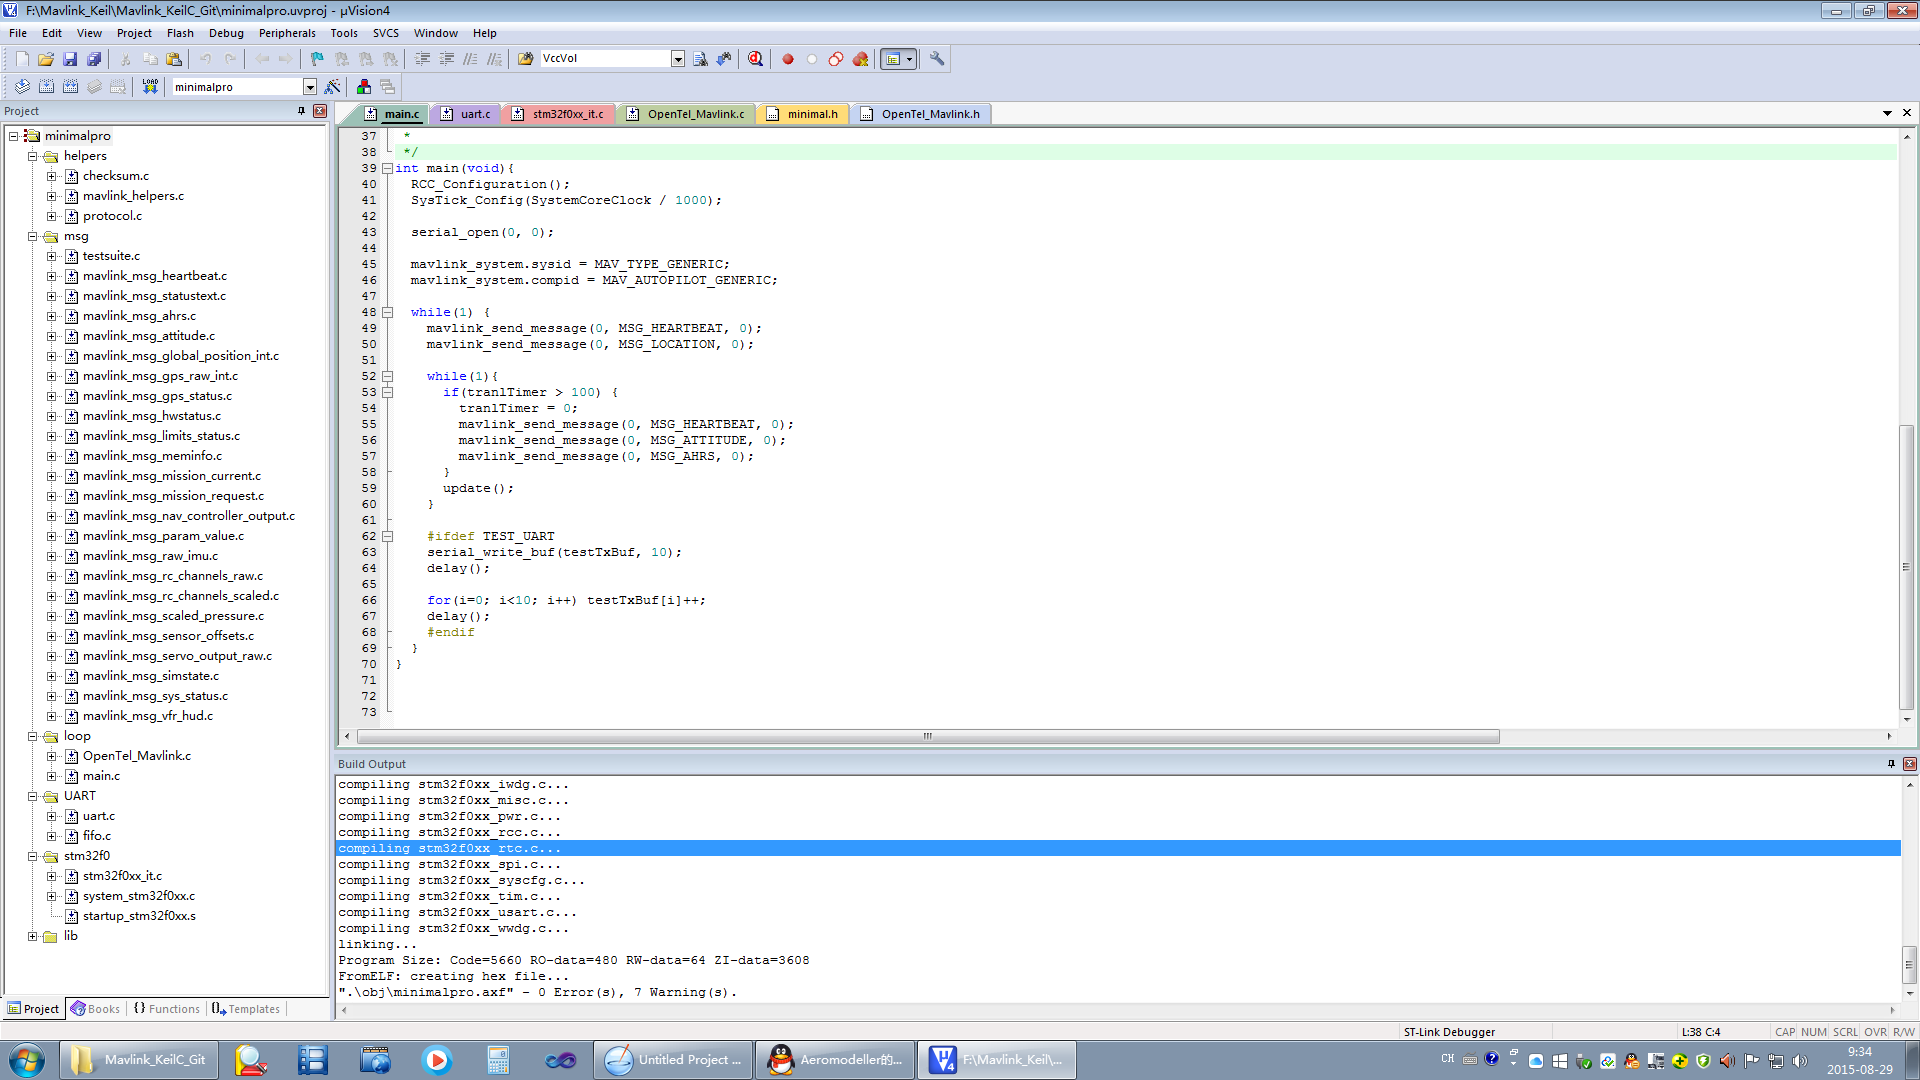 F:\Mavlink_Keil\Mavlink_KeilC_Git\minimalpro.uvproj - µVision4
File Edit View Project Flash Debug Peripherals Tools SVCS Window Help
VccVol
LOAD minimalpro
Project
main.c uart.c stm32f0xx_it.c OpenTel_Mavlink.c minimal.h OpenTel_Mavlink.h
minimalpro
helpers
checksum.c
mavlink_helpers.c
protocol.c
msg
testsuite.c
mavlink_msg_heartbeat.c
mavlink_msg_statustext.c
mavlink_msg_ahrs.c
mavlink_msg_attitude.c
mavlink_msg_global_position_int.c
mavlink_msg_gps_raw_int.c
mavlink_msg_gps_status.c
mavlink_msg_hwstatus.c
mavlink_msg_limits_status.c
mavlink_msg_meminfo.c
mavlink_msg_mission_current.c
mavlink_msg_mission_request.c
mavlink_msg_nav_controller_output.c
mavlink_msg_param_value.c
mavlink_msg_raw_imu.c
mavlink_msg_rc_channels_raw.c
mavlink_msg_rc_channels_scaled.c
mavlink_msg_scaled_pressure.c
mavlink_msg_sensor_offsets.c
mavlink_msg_servo_output_raw.c
mavlink_msg_simstate.c
mavlink_msg_sys_status.c
mavlink_msg_vfr_hud.c
loop
OpenTel_Mavlink.c
main.c
UART
uart.c
fifo.c
stm32f0
stm32f0xx_it.c
system_stm32f0xx.c
startup_stm32f0xx.s
lib
Project Books Functions Templates
37 *
38 */
39 int main(void){
40 RCC_Configuration();
41 SysTick_Config(SystemCoreClock / 1000);
42
43 serial_open(0, 0);
44
45 mavlink_system.sysid = MAV_TYPE_GENERIC;
46 mavlink_system.compid = MAV_AUTOPILOT_GENERIC;
47
48 while(1) {
49 mavlink_send_message(0, MSG_HEARTBEAT, 0);
50 mavlink_send_message(0, MSG_LOCATION, 0);
51
52 while(1){
53 if(tranlTimer > 100) {
54 tranlTimer = 0;
55 mavlink_send_message(0, MSG_HEARTBEAT, 0);
56 mavlink_send_message(0, MSG_ATTITUDE, 0);
57 mavlink_send_message(0, MSG_AHRS, 0);
58 }
59 update();
60 }
61
62 #ifdef TEST_UART
63 serial_write_buf(testTxBuf, 10);
64 delay();
65
66 for(i=0; i<10; i++) testTxBuf[i]++;
67 delay();
68 #endif
69 }
70 }
71
72
73
Build Output
compiling stm32f0xx_iwdg.c...
compiling stm32f0xx_misc.c...
compiling stm32f0xx_pwr.c...
compiling stm32f0xx_rcc.c...
compiling stm32f0xx_rtc.c...
compiling stm32f0xx_spi.c...
compiling stm32f0xx_syscfg.c...
compiling stm32f0xx_tim.c...
compiling stm32f0xx_usart.c...
compiling stm32f0xx_wwdg.c...
linking...
Program Size: Code=5660 RO-data=480 RW-data=64 ZI-data=3608
FromELF: creating hex file...
".\obj\minimalpro.axf" - 0 Error(s), 7 Warning(s).
ST-Link Debugger L:38 C:4 CAP NUM SCRL OVR R/W
Mavlink_KeilC_Git Untitled Project ... Aeromodeller的... F:\Mavlink_Keil\... CH 9:34
2015-08-29